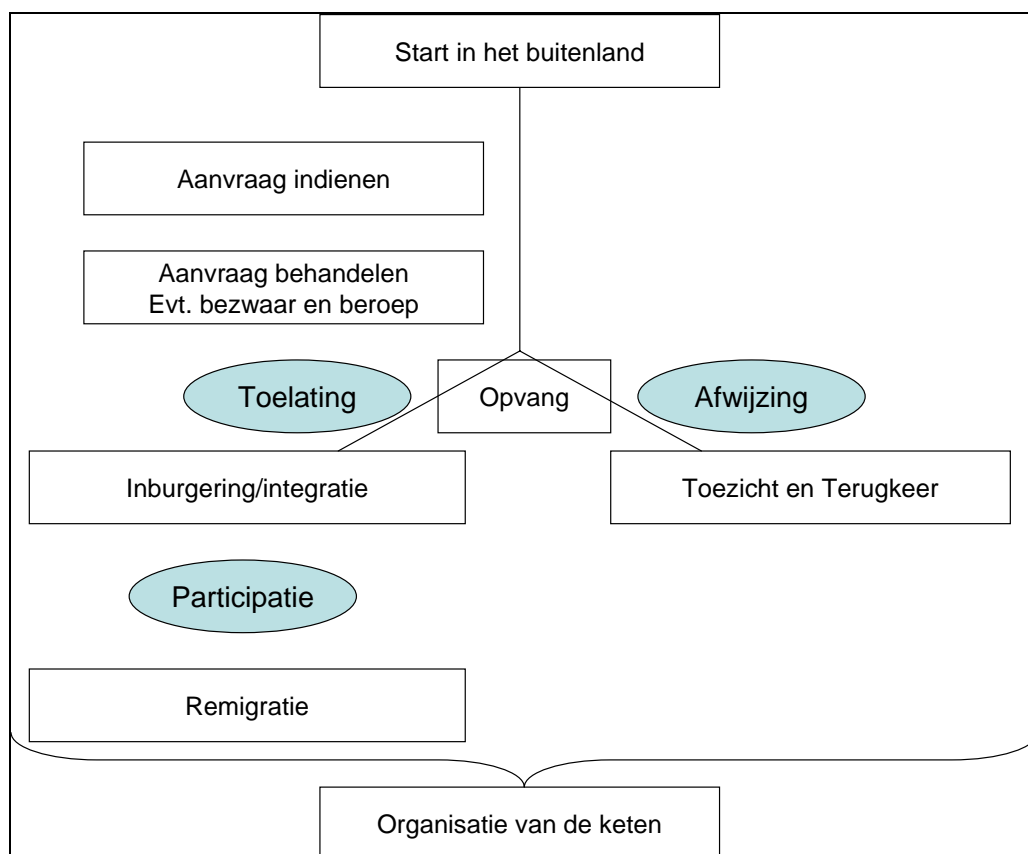 Start in het buitenland
Aanvraag indienen
Aanvraag behandelen
Evt. bezwaar en beroep
Toelating
Opvang
Afwijzing
Inburgering/integratie
Toezicht en Terugkeer
Participatie
Remigratie
Organisatie van de keten